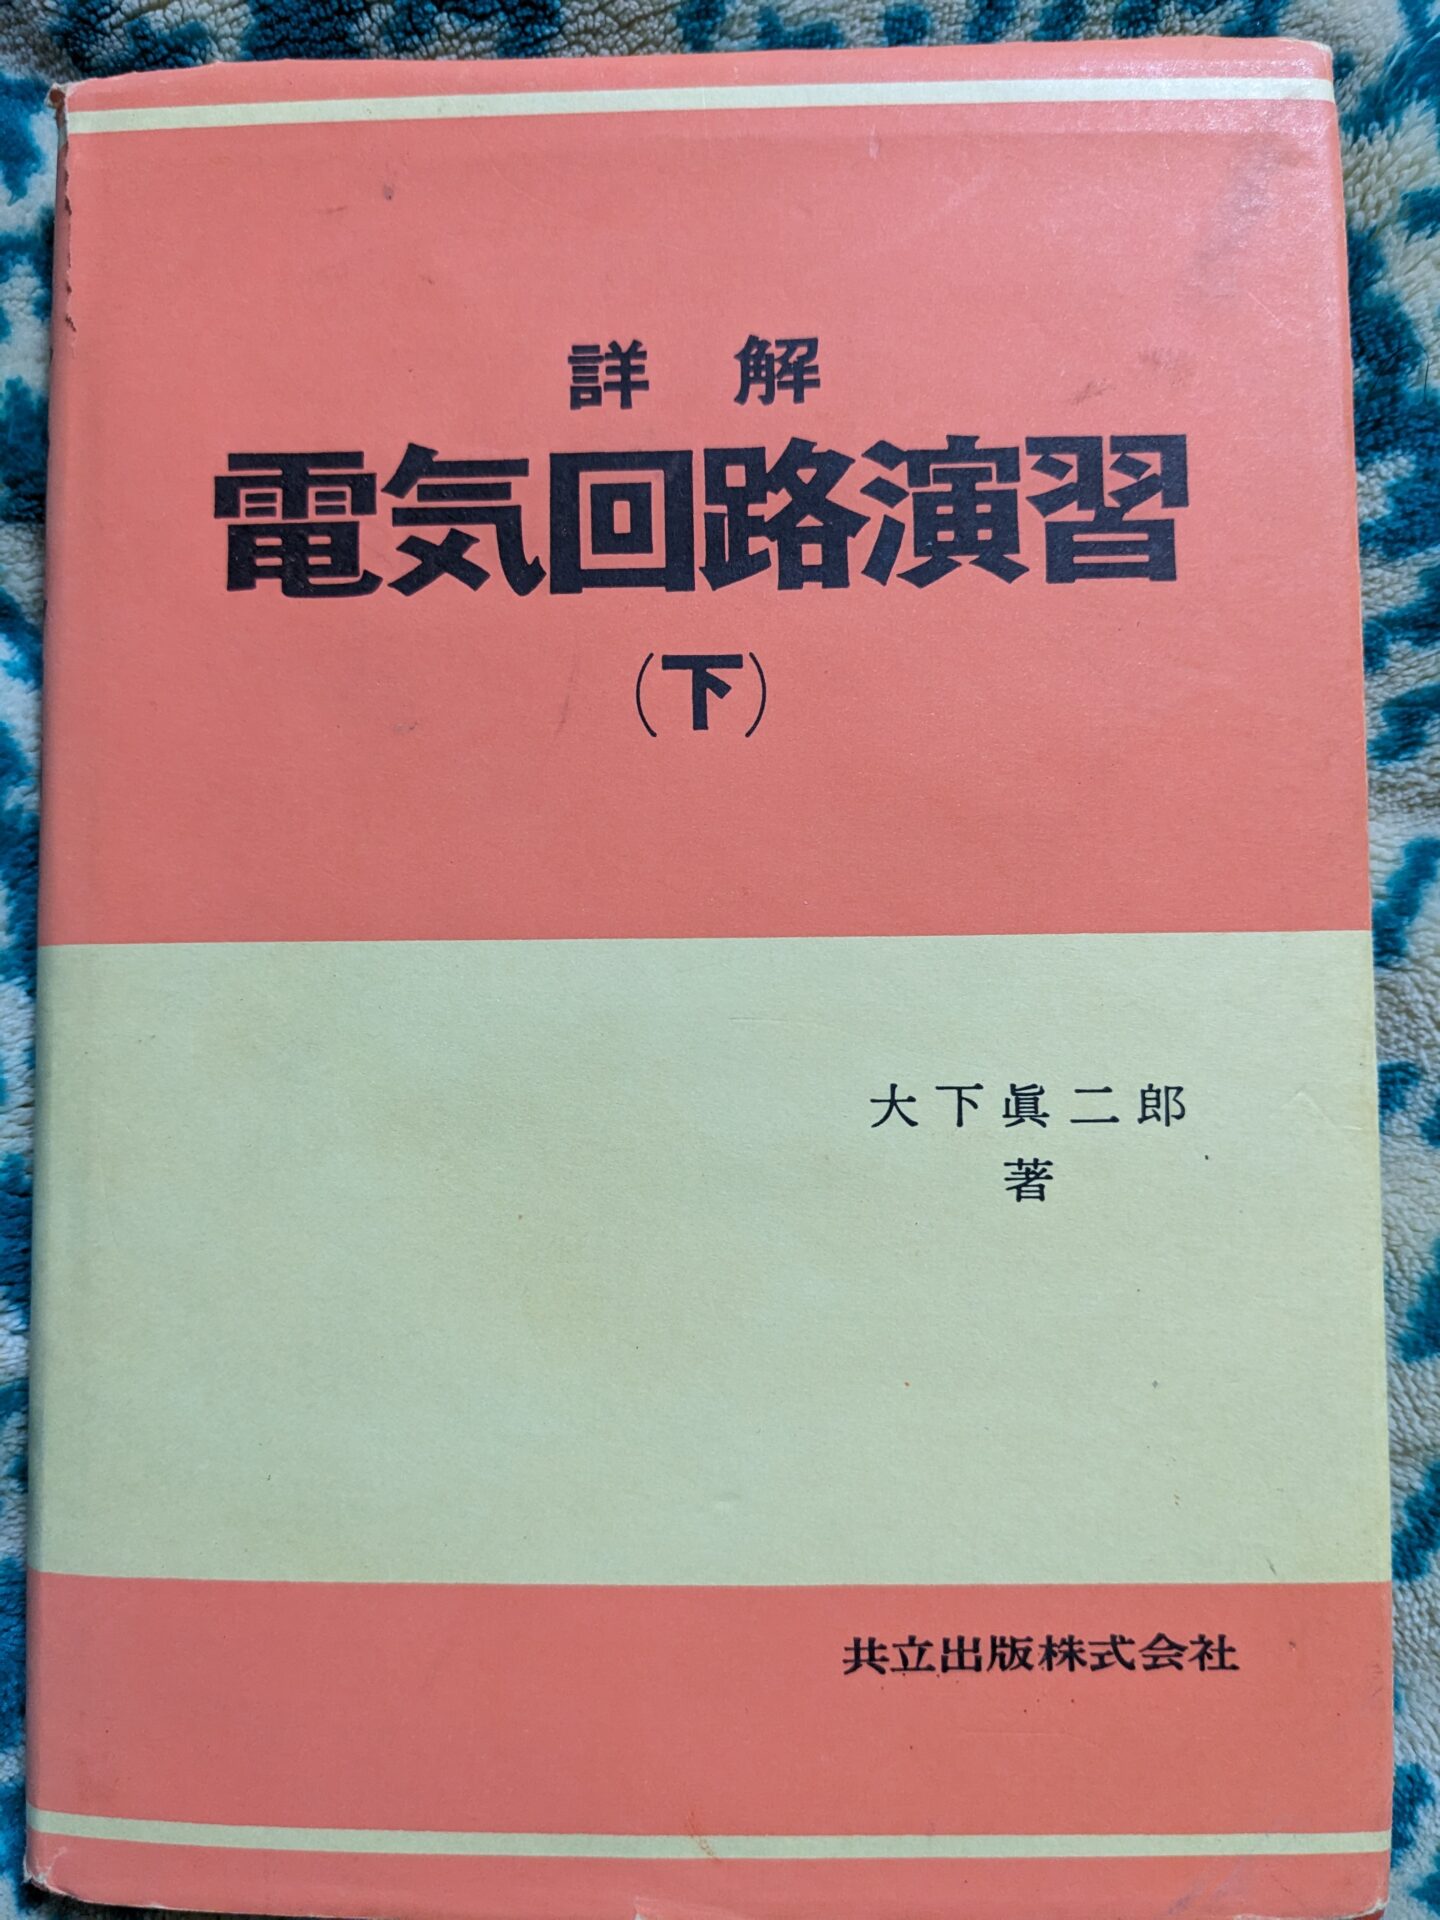 詳解
電気回路演習
(下)
大下眞二郎
著
共立出版株式会社